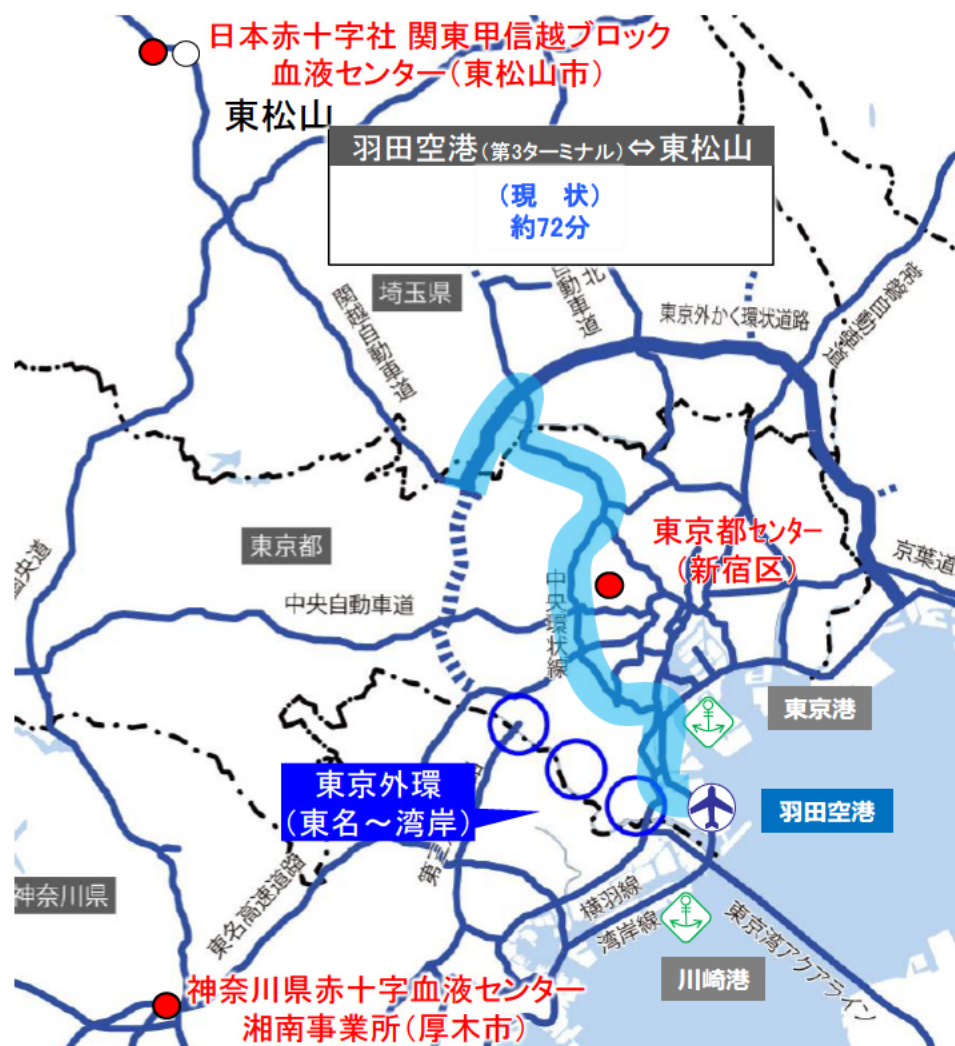 日本赤十字社 関東甲信越ブロック
血液センター(東松山市)
東松山
羽田空港(第3ターミナル)⇔東松山
(現 状)
約72分
埼玉県
関越自動車道
北
自動車道
東京外かく環状道路
常磐自動車道
東京都センター
(新宿区)
東京都
圏央道
中央自動車道
中央環状線
京葉道
東京港
東京外環
(東名~湾岸)
羽田空港
神奈川県
東名高速道路
横羽線
湾岸線
東京湾アクアライン
川崎港
神奈川県赤十字血液センター
湘南事業所(厚木市)